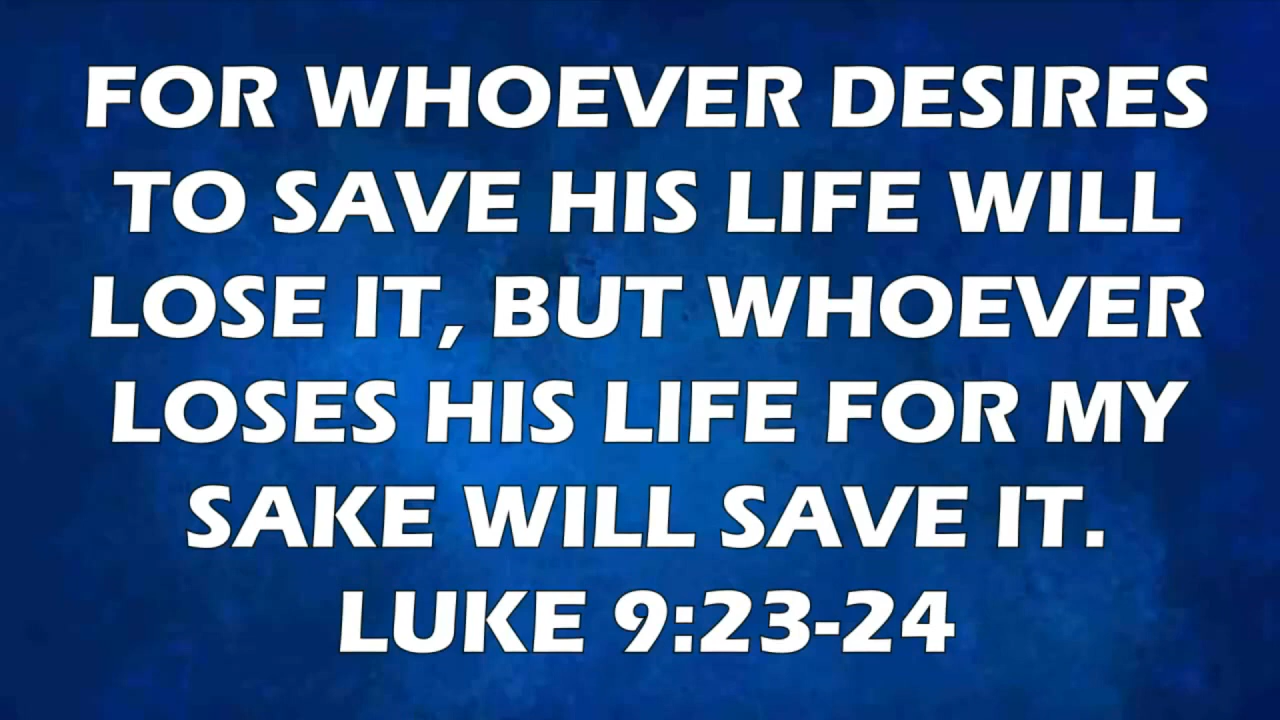 FOR WHOEVER DESIRES
TO SAVE HIS LIFE WILL
LOSE IT, BUT WHOEVER
LOSES HIS LIFE FOR MY
SAKE WILL SAVE IT.
LUKE 9:23-24